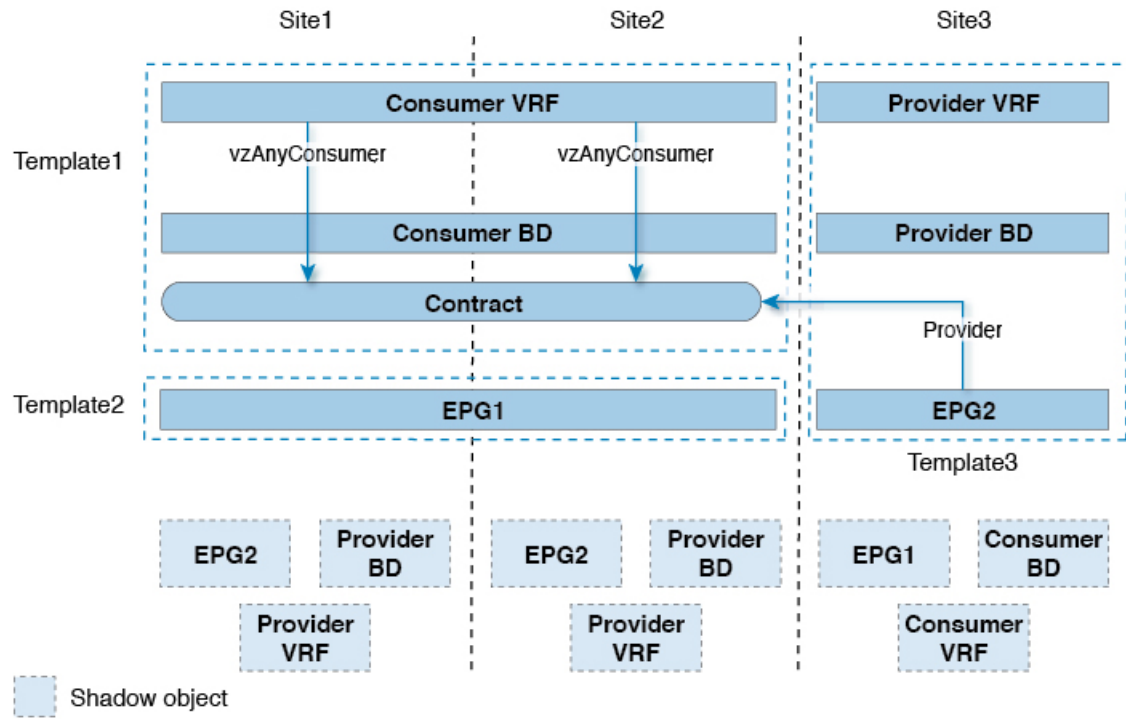 Site1 Site2 Site3
Consumer VRF Provider VRF
Template1 vzAnyConsumer vzAnyConsumer
Consumer BD Provider BD
Contract
Provider
Template2 EPG1 EPG2
Template3
EPG2 Provider BD EPG2 Provider BD EPG1 Consumer BD
Provider VRF Provider VRF Consumer VRF
Shadow object